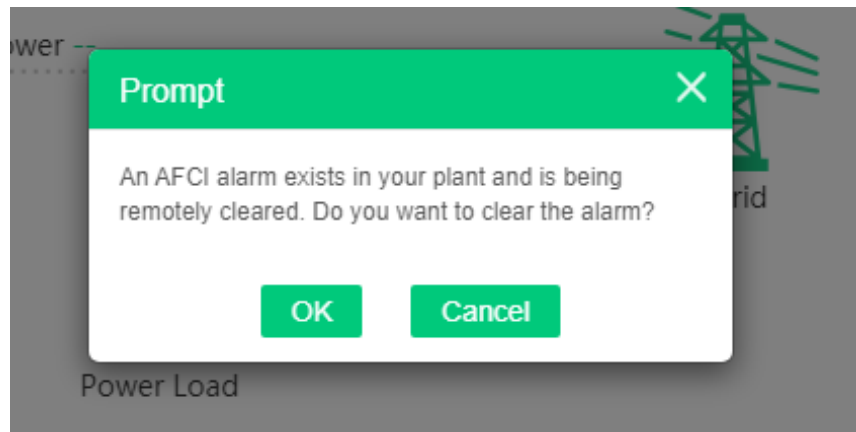 ower --
Prompt
An AFCI alarm exists in your plant and is being
remotely cleared. Do you want to clear the alarm?
rid
OK
Cancel
Power Load